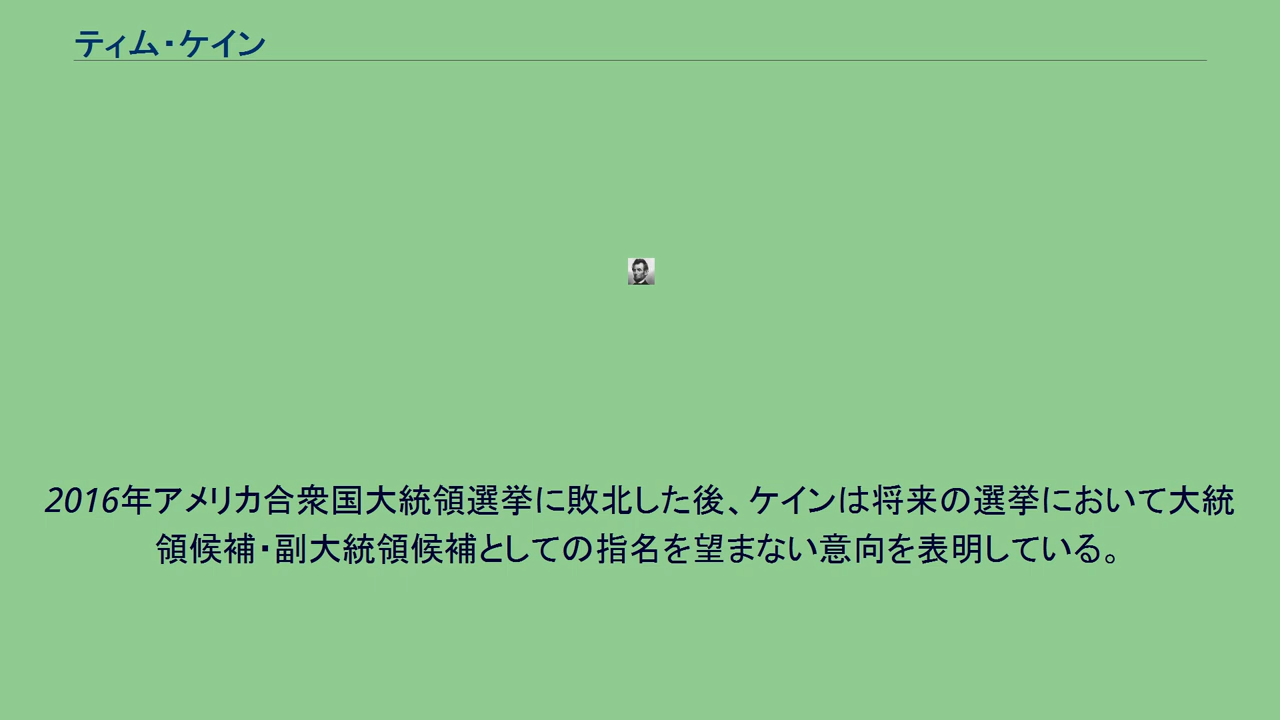 ティム・ケイン
2016年アメリカ合衆国大統領選挙に敗北した後、ケインは将来の選挙において大統
領候補・副大統領候補としての指名を望まない意向を表明している。